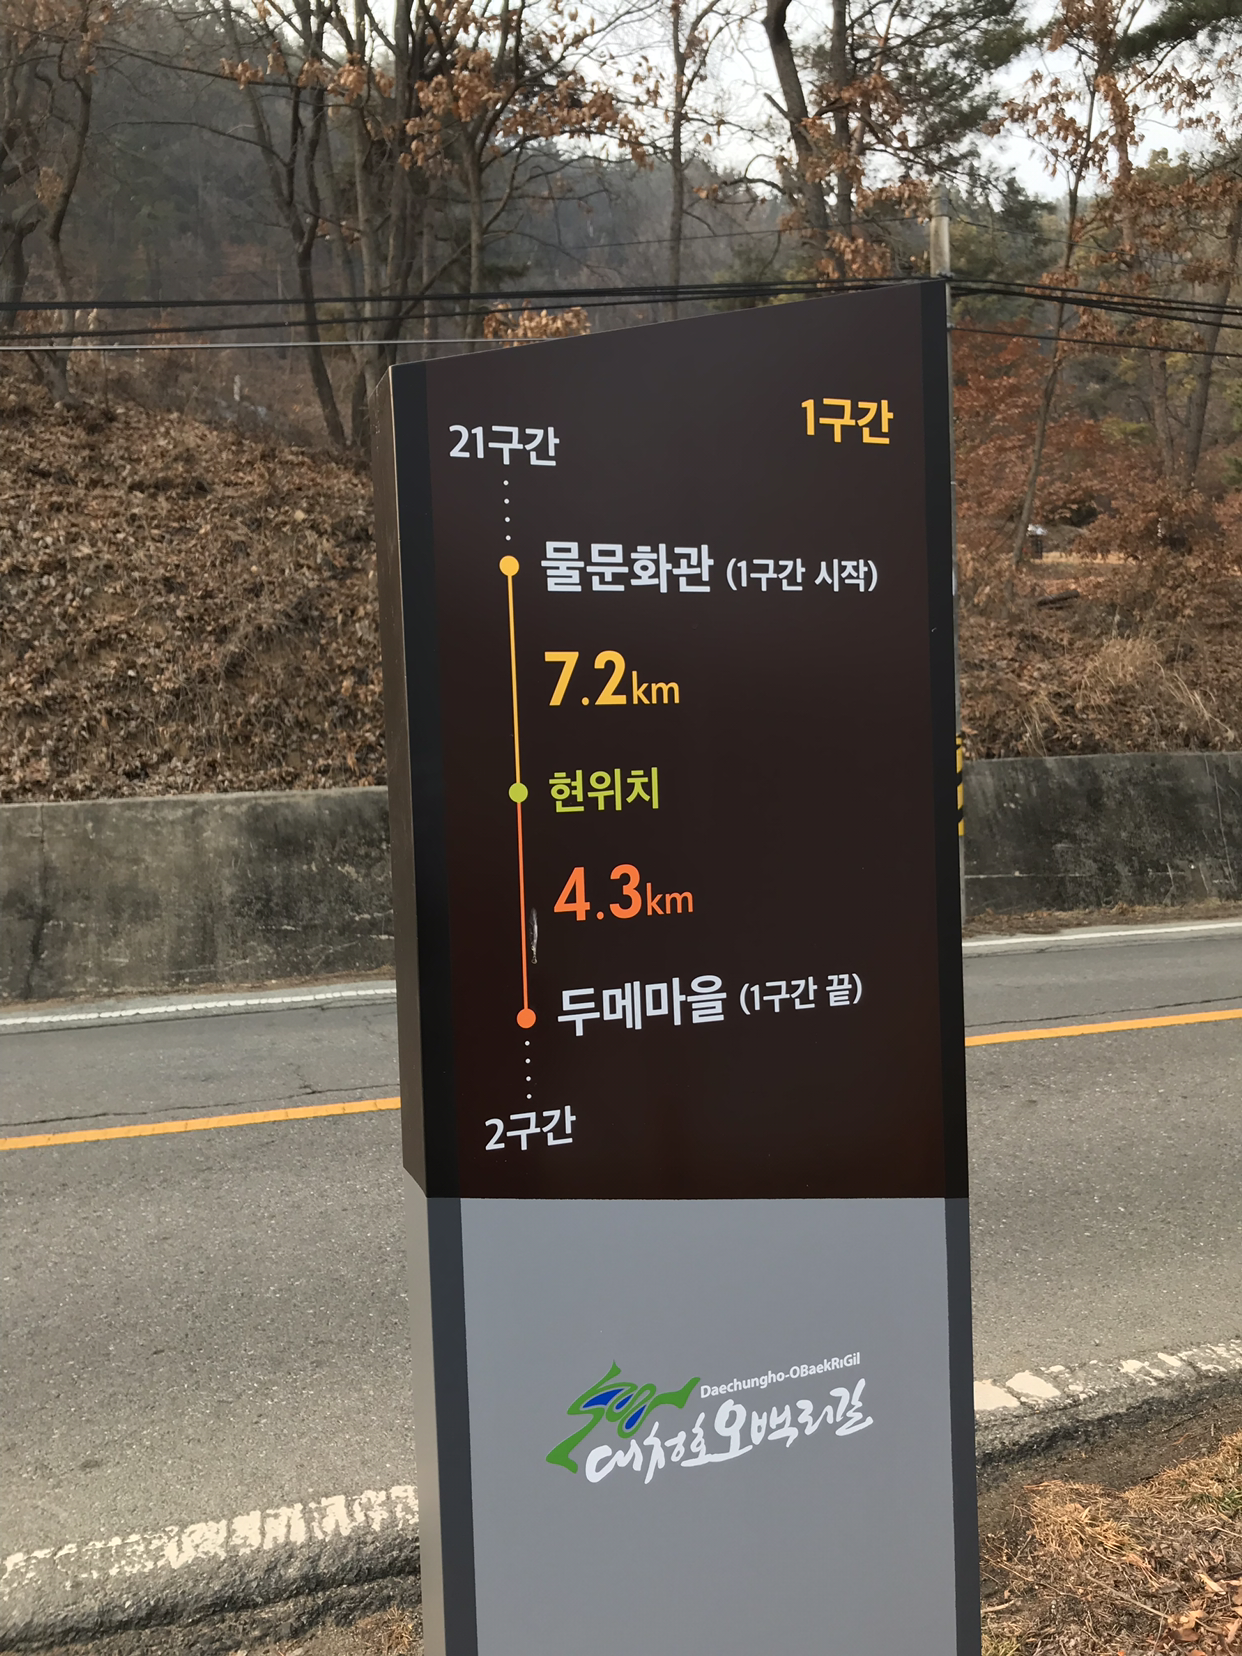 1구간
21구간
물문화관 (1구간 시작)
7.2km
현위치
4.3km
두메마을 (1구간 끝)
2구간
Daechungho-OBaekRiGil
대청호오백리길